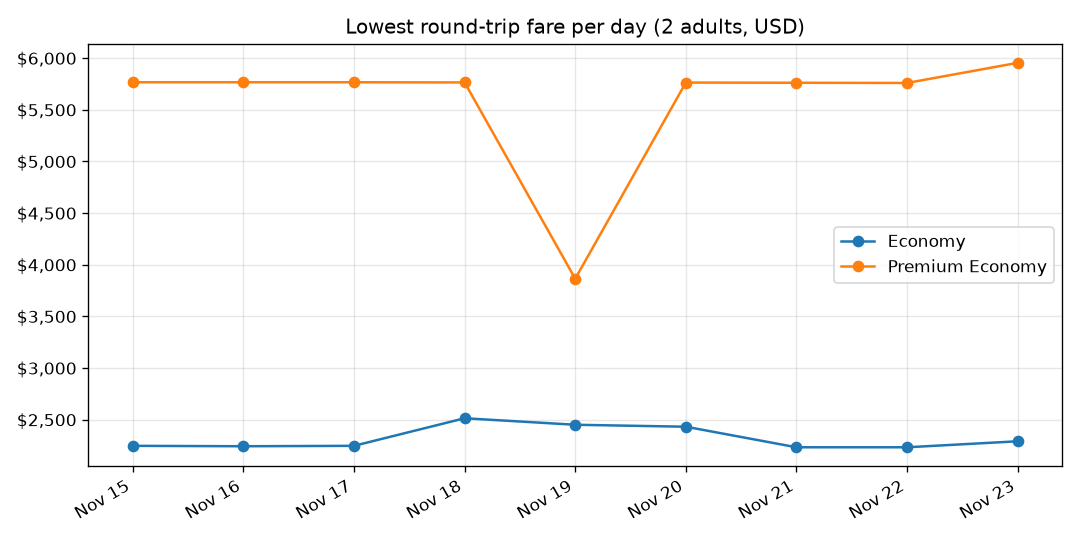 Lowest round-trip fare per day (2 adults, USD)
$6,000
$5,500
$5,000
$4,500
$4,000
$3,500
$3,000
$2,500
Economy
Premium Economy
Nov 15
Nov 16
Nov 17
Nov 18
Nov 19
Nov 20
Nov 21
Nov 22
Nov 23